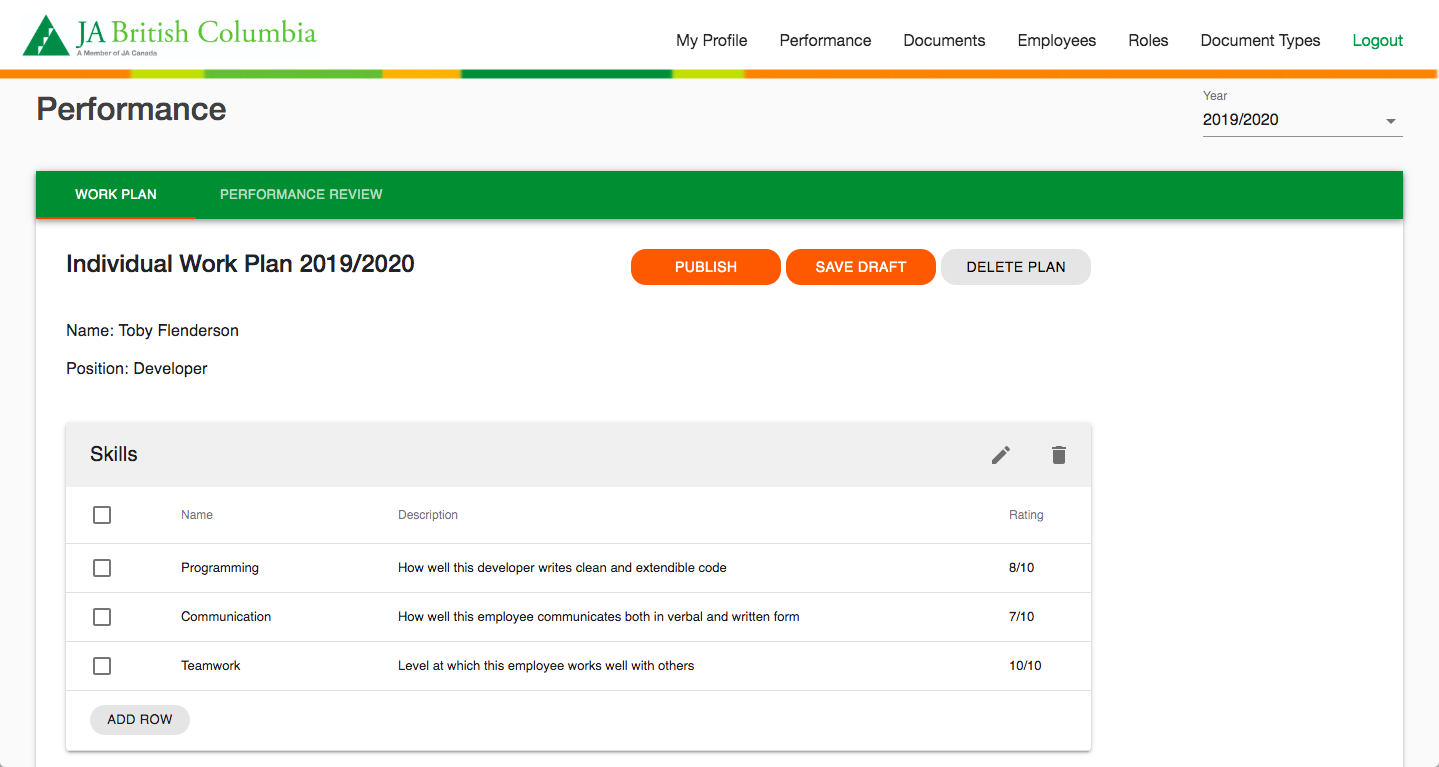 JA British Columbia
A Member of JA Canada
My Profile Performance Documents Employees Roles Document Types Logout
Performance
Year
2019/2020
WORK PLAN PERFORMANCE REVIEW
Individual Work Plan 2019/2020
PUBLISH SAVE DRAFT DELETE PLAN
Name: Toby Flenderson
Position: Developer
Skills
Name Description Rating
Programming How well this developer writes clean and extendible code 8/10
Communication How well this employee communicates both in verbal and written form 7/10
Teamwork Level at which this employee works well with others 10/10
ADD ROW